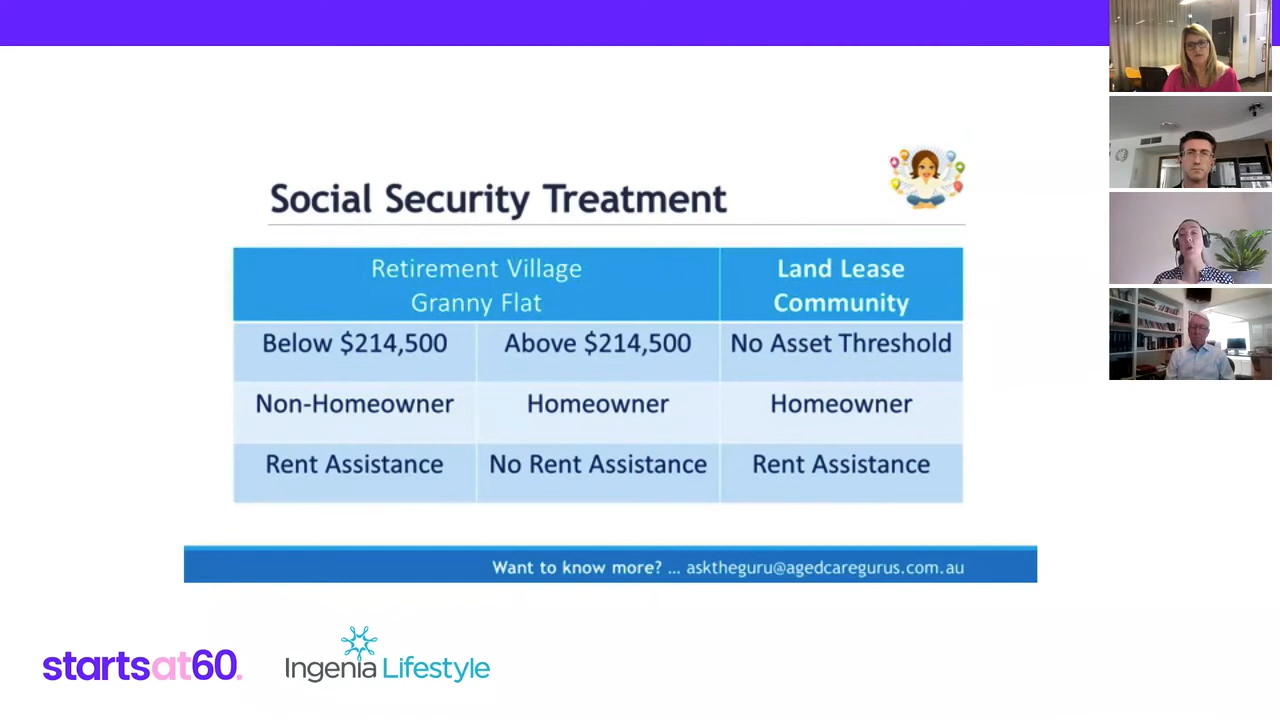 Social Security Treatment
Retirement Village
Granny Flat
Land Lease
Community
Below $214,500
Above $214,500
No Asset Threshold
Non-Homeowner
Homeowner
Homeowner
Rent Assistance
No Rent Assistance
Rent Assistance
Want to know more? ... asktheguru@agedcaregurus.com.au
startsat60.
Ingenia Lifestyle